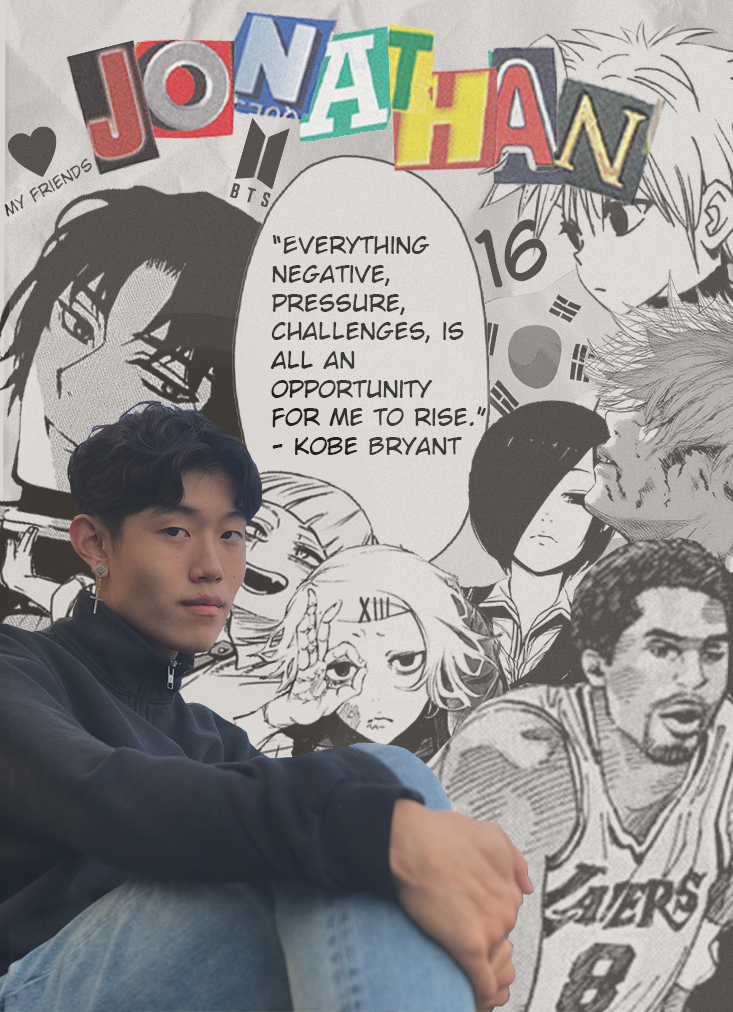 JONATHAN
MY FRIENDS
BTS
16
"EVERYTHING
NEGATIVE,
PRESSURE,
CHALLENGES, IS
ALL AN
OPPORTUNITY
FOR ME TO RISE."
- KOBE BRYANT
XIII
LAKERS
8